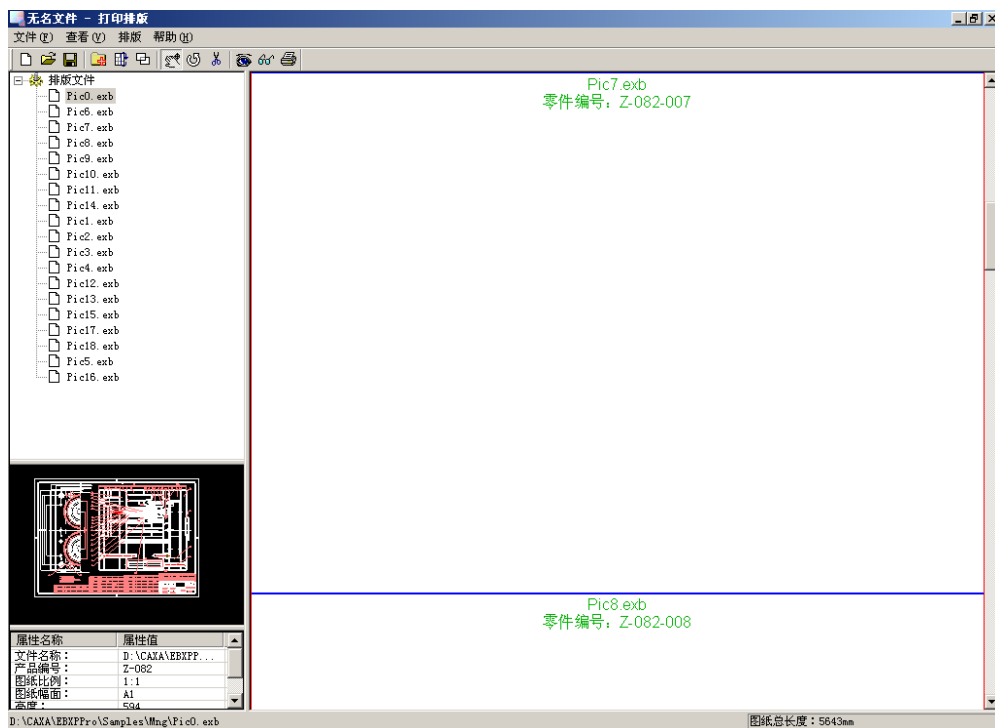 无名文件 - 打印排版
文件(F) 查看(V) 排版 帮助(H)
排版文件
Pic0.exb
Pic6.exb
Pic7.exb
Pic8.exb
Pic9.exb
Pic10.exb
Pic11.exb
Pic14.exb
Pic1.exb
Pic2.exb
Pic3.exb
Pic4.exb
Pic12.exb
Pic13.exb
Pic15.exb
Pic17.exb
Pic18.exb
Pic5.exb
Pic16.exb
属性名称 属性值
文件名称： D:\CAXA\EBXPP...
产品编号： Z-082
图纸比例： 1:1
图纸幅面： A1
高度： 594
Pic7.exb
零件编号：Z-082-007
Pic8.exb
零件编号：Z-082-008
D:\CAXA\EBXPPro\Samples\Mng\Pic0.exb
图纸总长度：5643mm